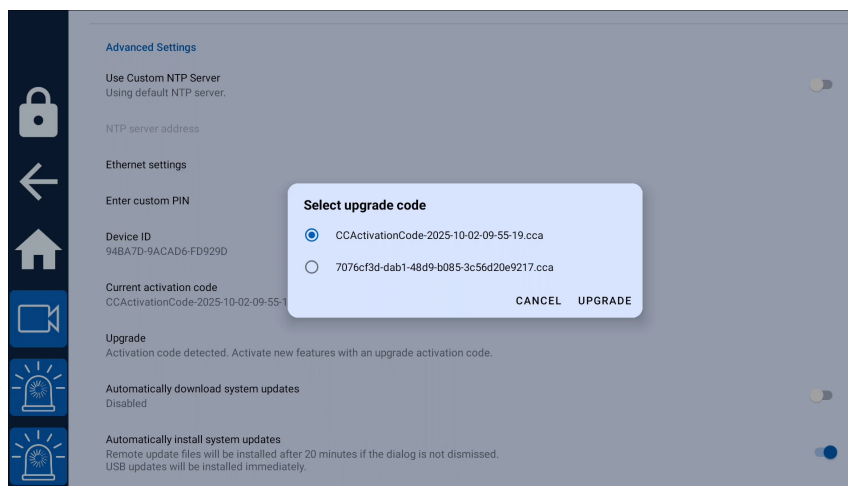 Advanced Settings
Use Custom NTP Server
Using default NTP server.
NTP server address
Ethernet settings
Enter custom PIN
Device ID
94BA7D-9ACAD6-FD929D
Current activation code
CCActivationCode-2025-10-02-09-55-1
Upgrade
Activation code detected. Activate new features with an upgrade activation code.
Automatically download system updates
Disabled
Automatically install system updates
Remote update files will be installed after 20 minutes if the dialog is not dismissed.
USB updates will be installed immediately.
Select upgrade code
CCActivationCode-2025-10-02-09-55-19.cca
7076cf3d-dab1-48d9-b085-3c56d20e9217.cca
CANCEL UPGRADE